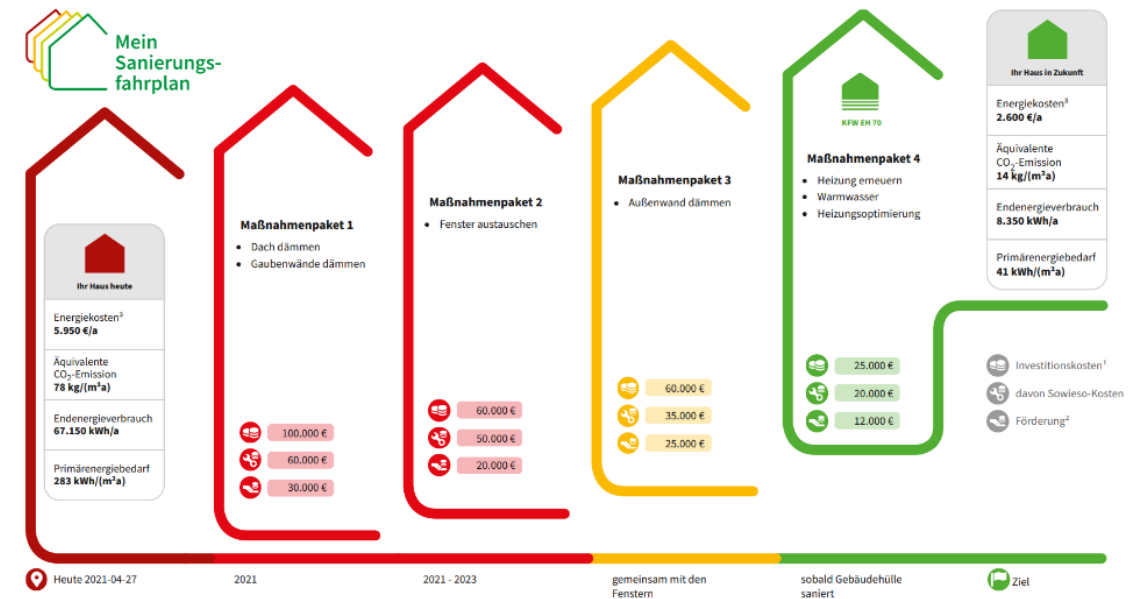 Mein
Sanierungs-
fahrplan
Ihr Haus heute
Energiekosten³
5.950 €/a
Äquivalente
CO₂-Emission
78 kg/(m²a)
Endenergieverbrauch
67.150 kWh/a
Primärenergiebedarf
283 kWh/(m²a)
Maßnahmenpaket 1
• Dach dämmen
• Gaubenwände dämmen
100.000 €
60.000 €
30.000 €
Maßnahmenpaket 2
• Fenster austauschen
60.000 €
50.000 €
20.000 €
Maßnahmenpaket 3
• Außenwand dämmen
60.000 €
35.000 €
25.000 €
KFW EH 70
Maßnahmenpaket 4
• Heizung erneuern
• Warmwasser
• Heizungsoptimierung
25.000 €
20.000 €
12.000 €
Ihr Haus in Zukunft
Energiekosten³
2.600 €/a
Äquivalente
CO₂-Emission
14 kg/(m²a)
Endenergieverbrauch
8.350 kWh/a
Primärenergiebedarf
41 kWh/(m²a)
Investitionskosten¹
davon Sowieso-Kosten
Förderung²
Heute 2021-04-27
2021
2021 - 2023
gemeinsam mit den
Fenstern
sobald Gebäudehülle
saniert
Ziel